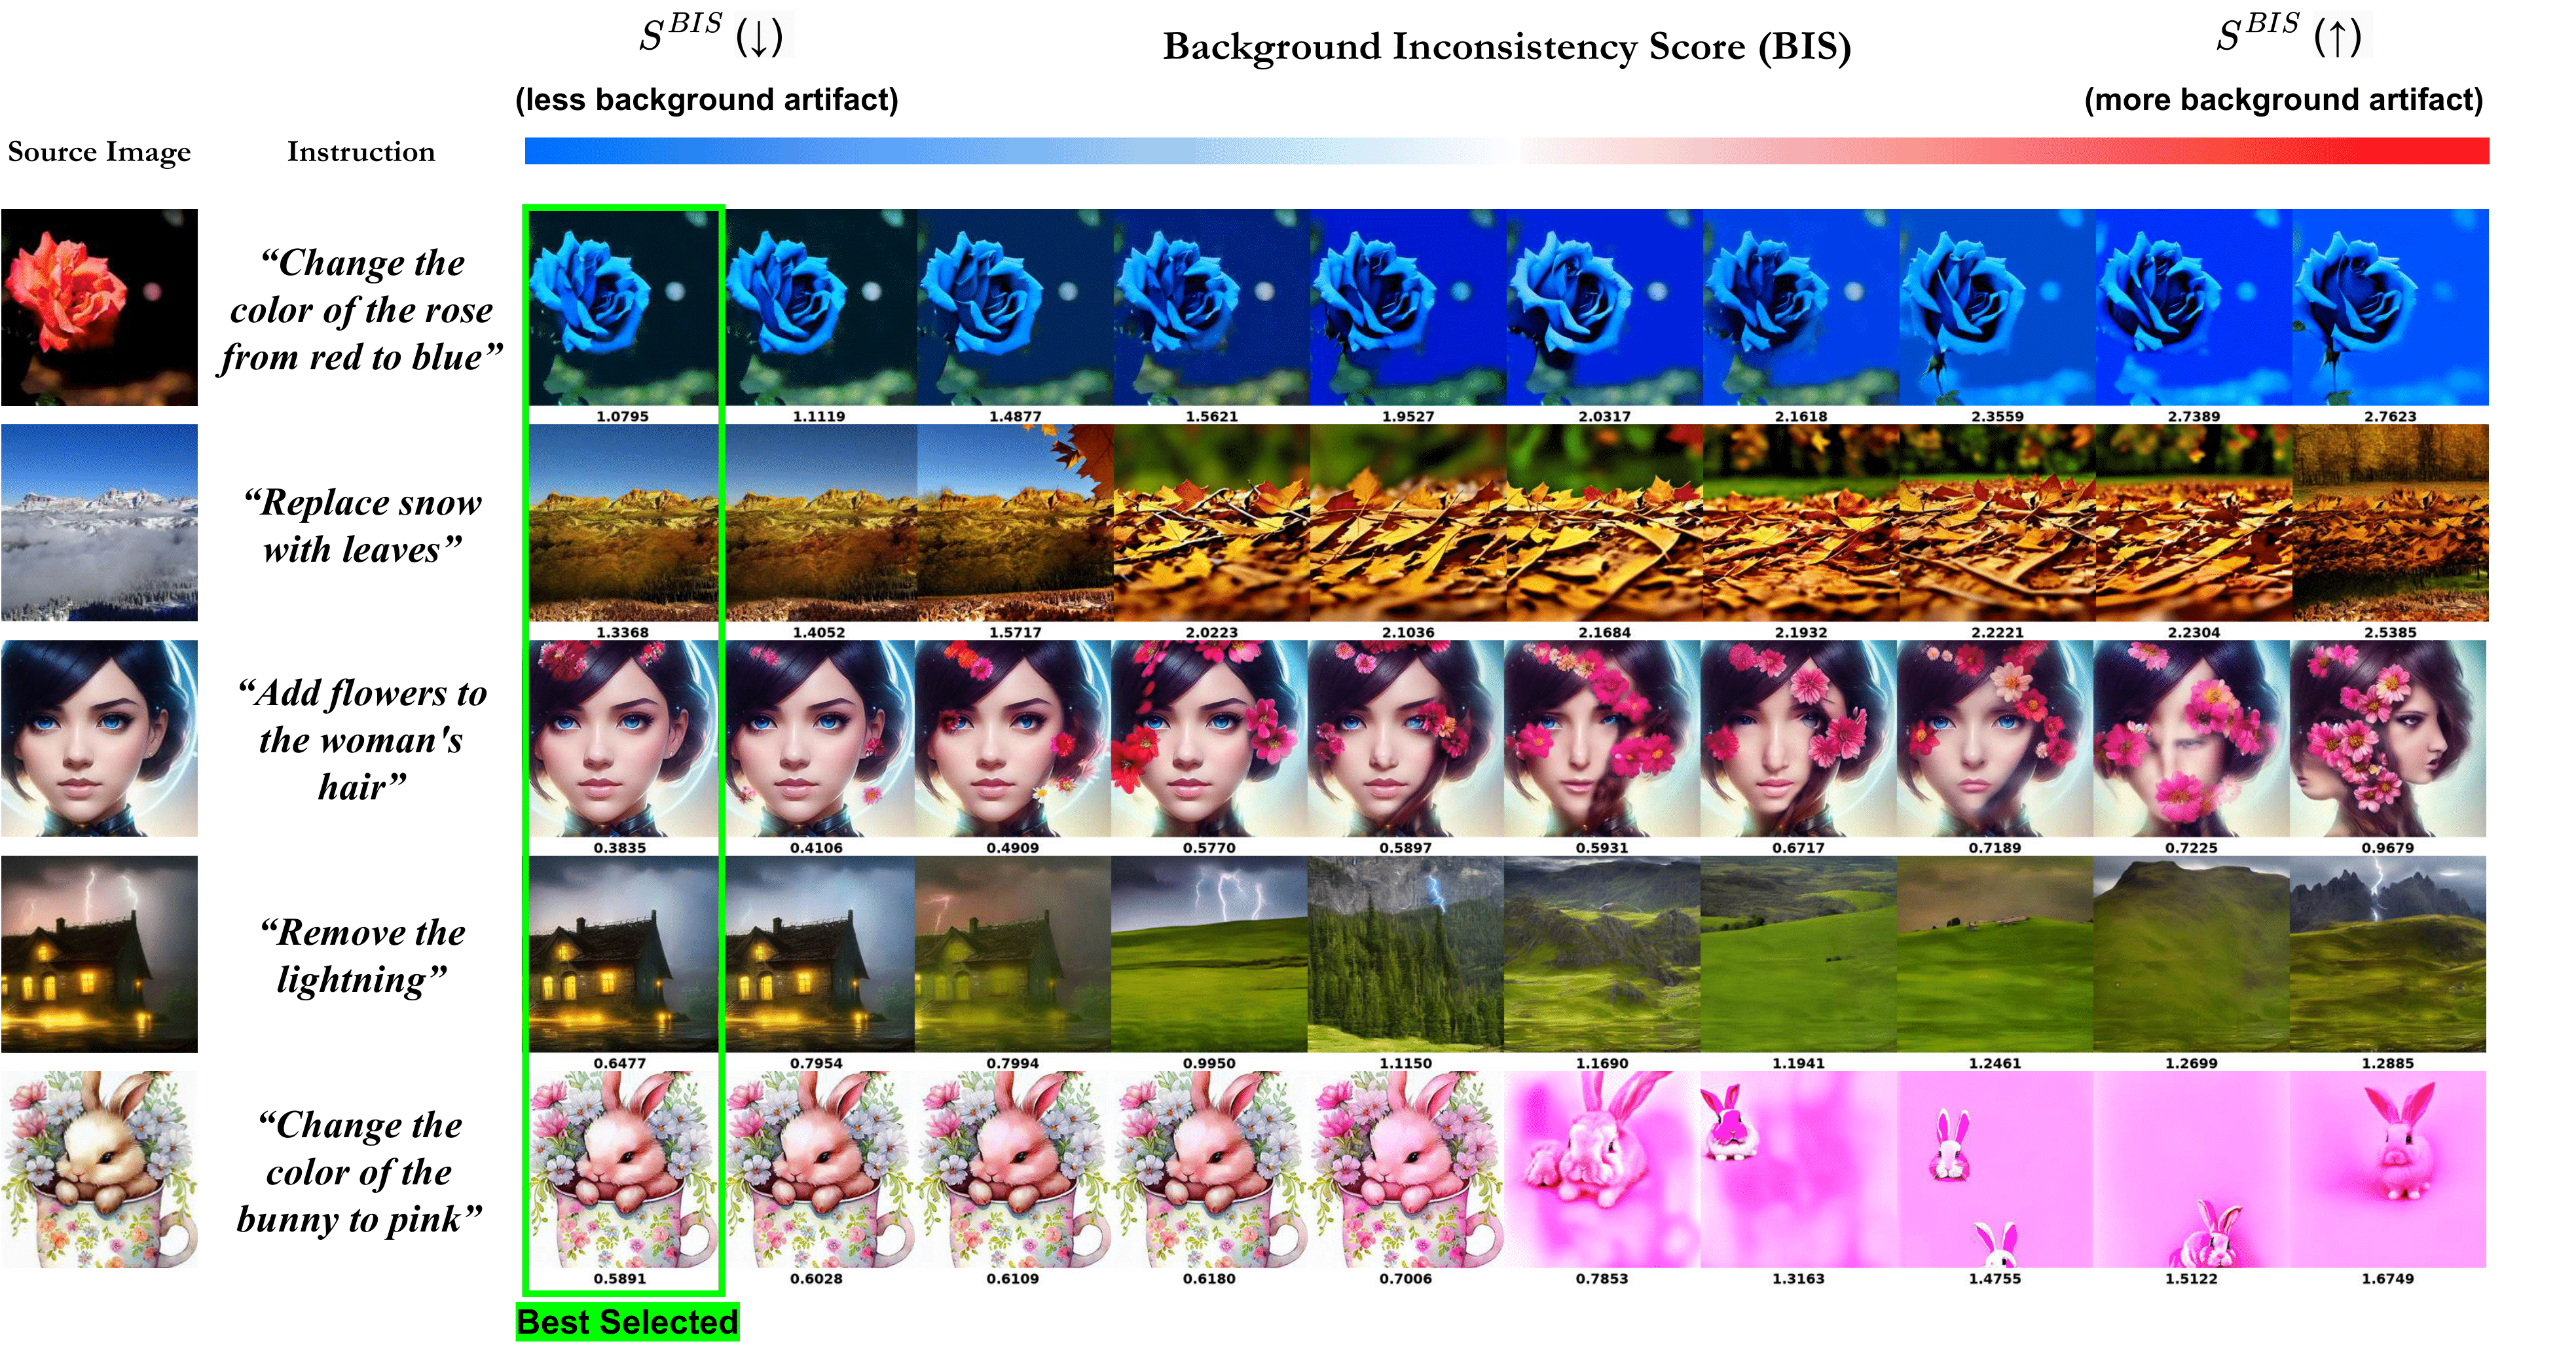 S^{BIS} (↓)
Background Inconsistency Score (BIS)
S^{BIS} (↑)
(less background artifact)
(more background artifact)
Source Image
Instruction
“Change the
color of the rose
from red to blue”
1.0795 1.1119 1.4877 1.5621 1.9527 2.0317 2.1618 2.3559 2.7389 2.7623
“Replace snow
with leaves”
1.3368 1.4052 1.5717 2.0223 2.1036 2.1684 2.1932 2.2221 2.2304 2.5385
“Add flowers to
the woman's
hair”
0.3835 0.4106 0.4909 0.5770 0.5897 0.5931 0.6717 0.7189 0.7225 0.9679
“Remove the
lightning”
0.6477 0.7954 0.7994 0.9950 1.1150 1.1690 1.1941 1.2461 1.2699 1.2885
“Change the
color of the
bunny to pink”
0.5891 0.6028 0.6109 0.6180 0.7006 0.7853 1.3163 1.4755 1.5122 1.6749
Best Selected